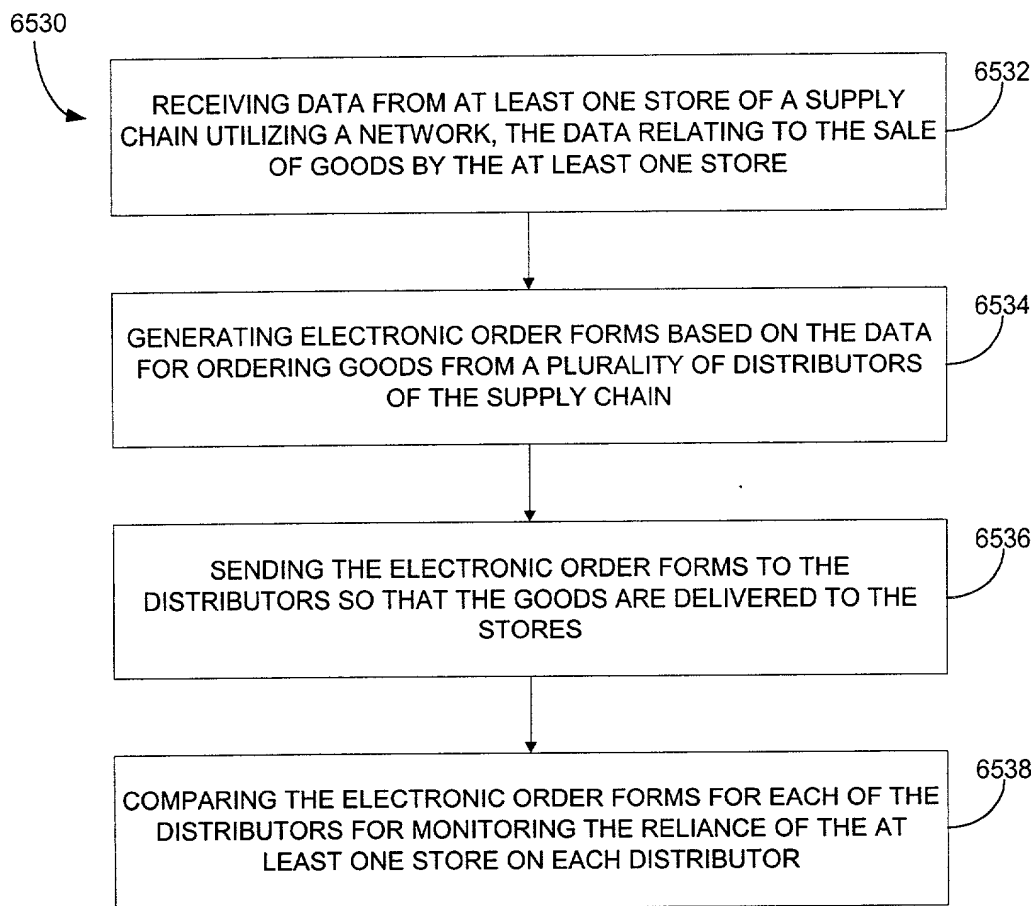 6530
6532
RECEIVING DATA FROM AT LEAST ONE STORE OF A SUPPLY
CHAIN UTILIZING A NETWORK, THE DATA RELATING TO THE SALE
OF GOODS BY THE AT LEAST ONE STORE
6534
GENERATING ELECTRONIC ORDER FORMS BASED ON THE DATA
FOR ORDERING GOODS FROM A PLURALITY OF DISTRIBUTORS
OF THE SUPPLY CHAIN
6536
SENDING THE ELECTRONIC ORDER FORMS TO THE
DISTRIBUTORS SO THAT THE GOODS ARE DELIVERED TO THE
STORES
6538
COMPARING THE ELECTRONIC ORDER FORMS FOR EACH OF THE
DISTRIBUTORS FOR MONITORING THE RELIANCE OF THE AT
LEAST ONE STORE ON EACH DISTRIBUTOR